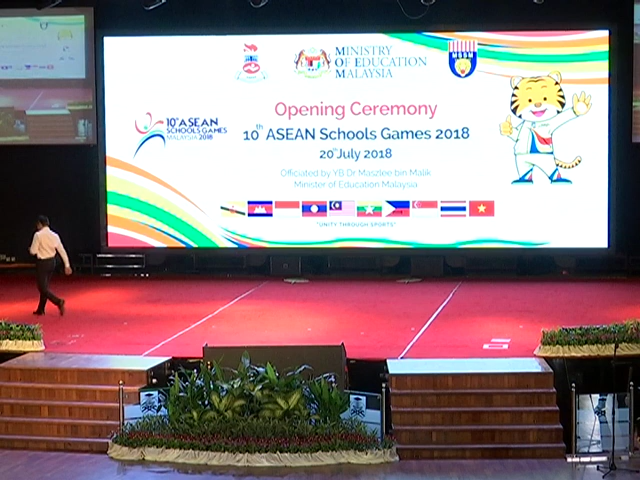 MINISTRY
OF EDUCATION
MALAYSIA
MSSM
10th ASEAN
SCHOOLS GAMES
MALAYSIA 2018
Opening Ceremony
10th ASEAN Schools Games 2018
20th July 2018
Officiated by YB Dr. Maszlee bin Malik
Minister of Education Malaysia
"UNITY THROUGH SPORTS"